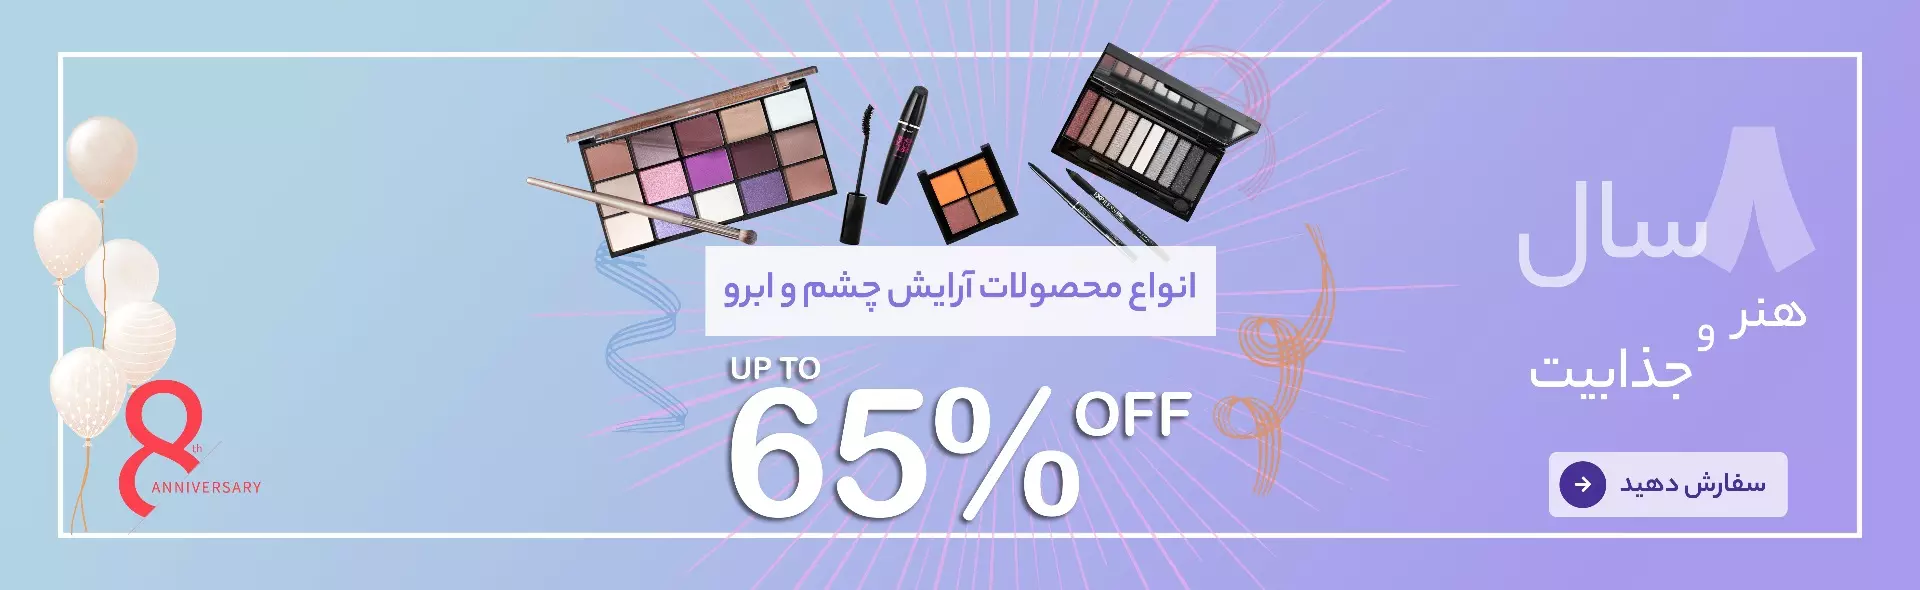 انواع محصولات آرایش چشم و ابرو
UP TO
65% OFF
۸ سال
هنر و
جذابیت
سفارش دهید
8th
ANNIVERSARY